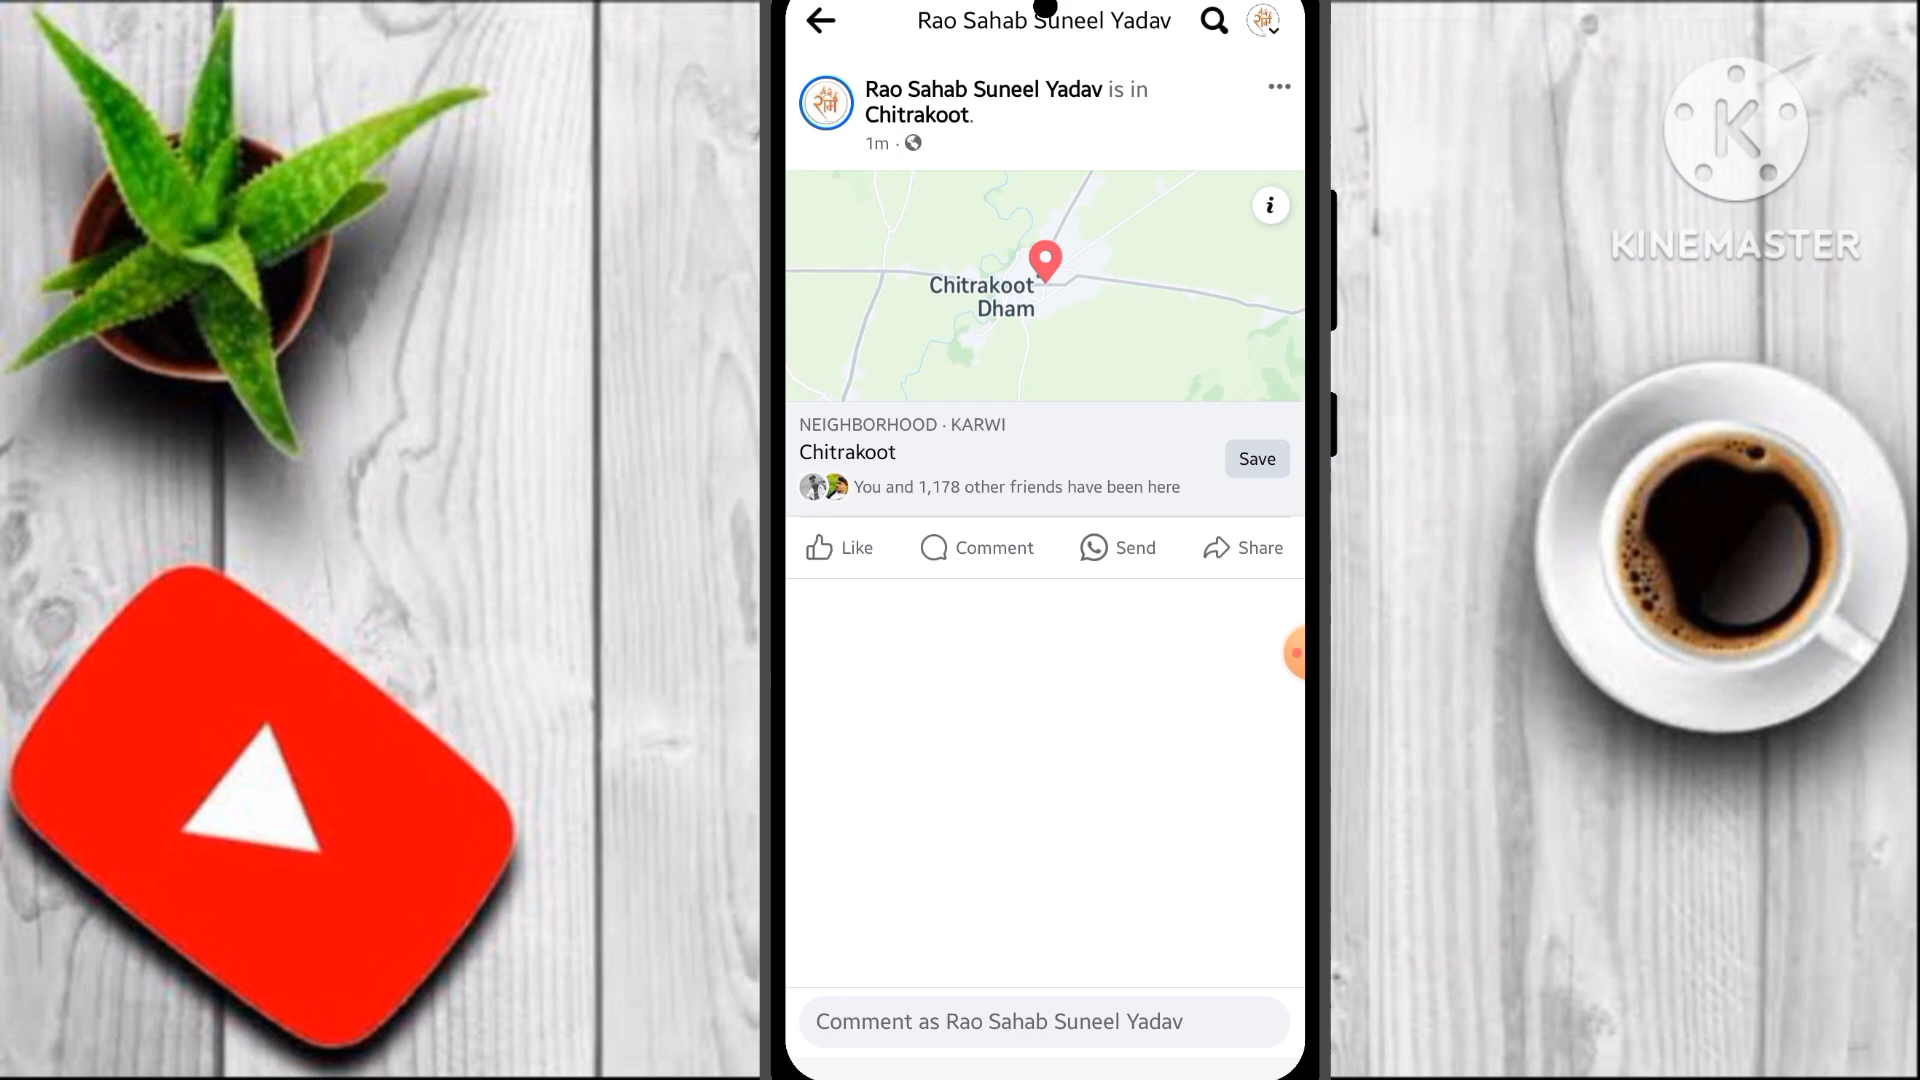 Rao Sahab Suneel Yadav
Rao Sahab Suneel Yadav is in
Chitrakoot.
1m ·
Chitrakoot
Dham
NEIGHBORHOOD · KARWI
Chitrakoot
Save
You and 1,178 other friends have been here
Like
Comment
Send
Share
Comment as Rao Sahab Suneel Yadav
K
KINEMASTER